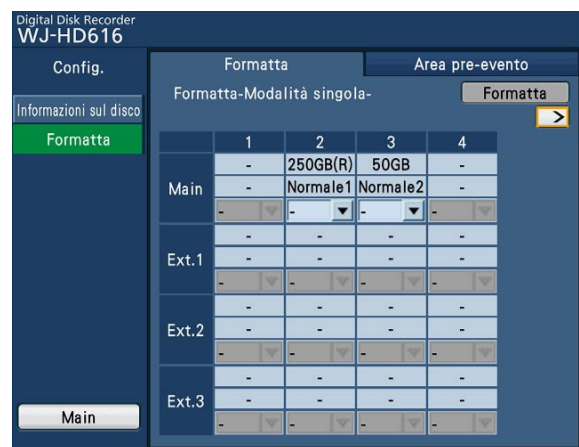 Digital Disk Recorder
WJ-HD616
Config.
Informazioni sul disco
Formatta
Main
Formatta
Area pre-evento
Formatta-Modalità singola-
Formatta
>
1 2 3 4
- 250GB(R) 50GB -
Main - Normale1 Normale2 -
- - - -
- - - -
Ext.1 - - - -
- - - -
- - - -
Ext.2 - - - -
- - - -
- - - -
Ext.3 - - - -
- - - -